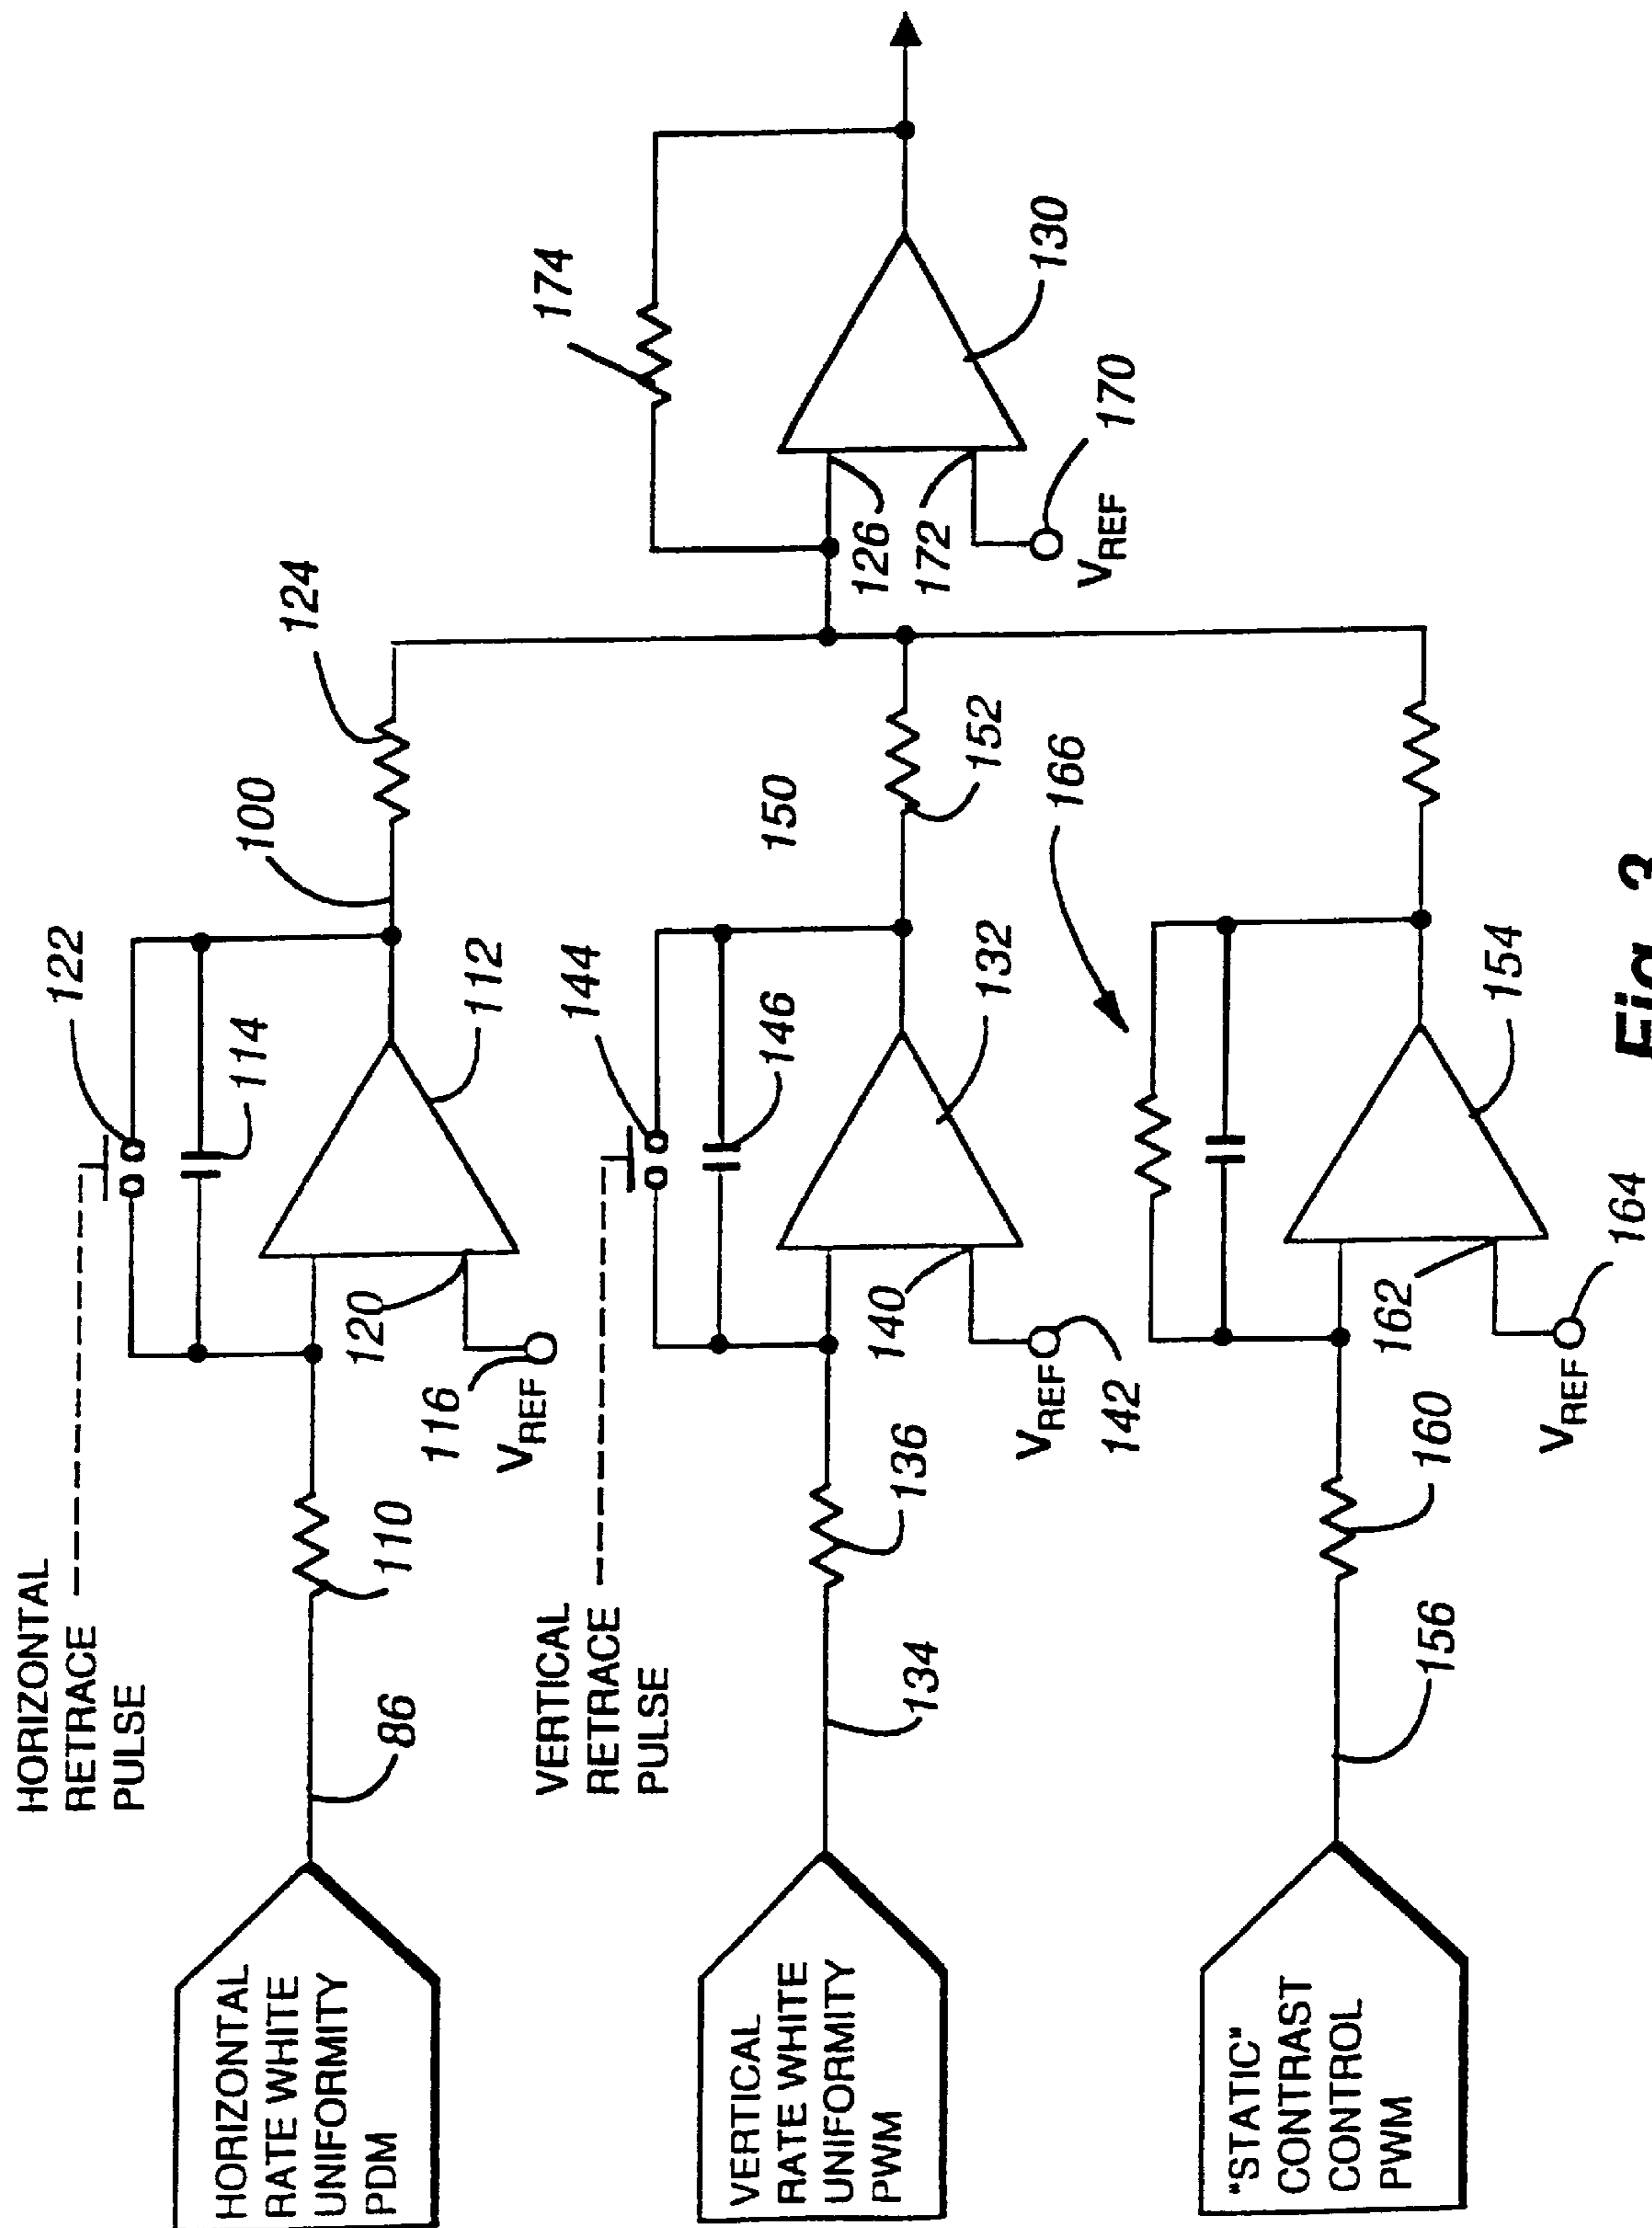 HORIZONTAL
RETRACE
PULSE
122
114
100
124
112
120
116
VREF
110
86
HORIZONTAL
RATE WHITE
UNIFORMITY
PDM
VERTICAL
RETRACE
PULSE
144
146
150
152
132
140
VREF
142
136
134
VERTICAL
RATE WHITE
UNIFORMITY
PWM
174
130
126
172
170
VREF
166
154
162
164
VREF
160
156
"STATIC"
CONTRAST
CONTROL
PWM
Fig. 3